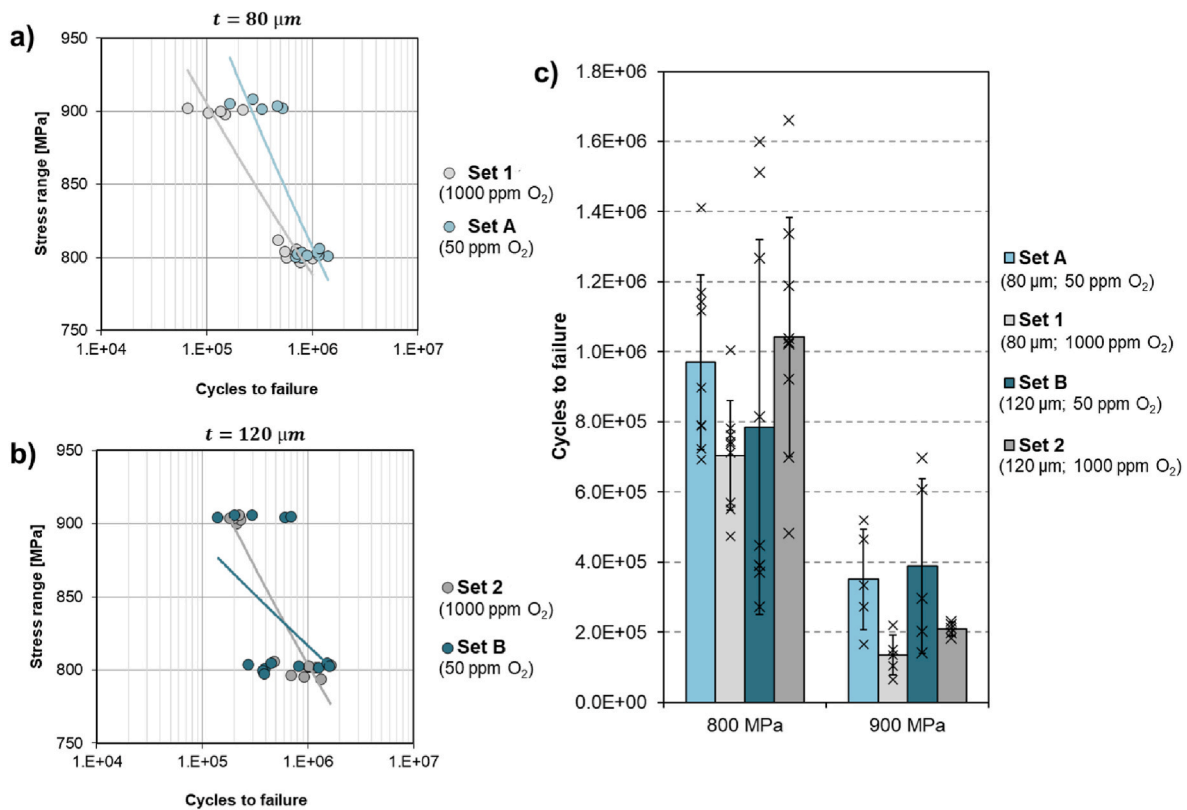 a)
t = 80 μm
950
900
850
800
750
Stress range [MPa]
1.E+04
1.E+05
1.E+06
1.E+07
Cycles to failure
Set 1
(1000 ppm O₂)
Set A
(50 ppm O₂)
b)
t = 120 μm
950
900
850
800
750
Stress range [MPa]
1.E+04
1.E+05
1.E+06
1.E+07
Cycles to failure
Set 2
(1000 ppm O₂)
Set B
(50 ppm O₂)
c)
1.8E+06
1.6E+06
1.4E+06
1.2E+06
1.0E+06
8.0E+05
6.0E+05
4.0E+05
2.0E+05
0.0E+00
Cycles to failure
800 MPa
900 MPa
Set A
(80 μm; 50 ppm O₂)
Set 1
(80 μm; 1000 ppm O₂)
Set B
(120 μm; 50 ppm O₂)
Set 2
(120 μm; 1000 ppm O₂)